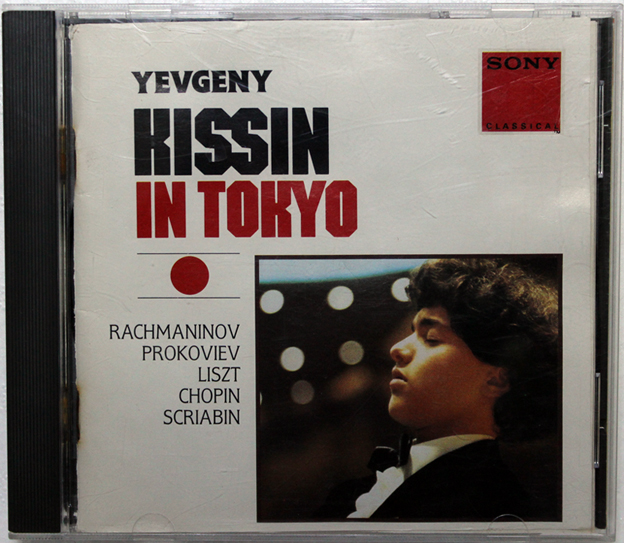 YEVGENY
KISSIN
IN TOKYO
SONY
CLASSICAL
RACHMANINOV
PROKOVIEV
LISZT
CHOPIN
SCRIABIN